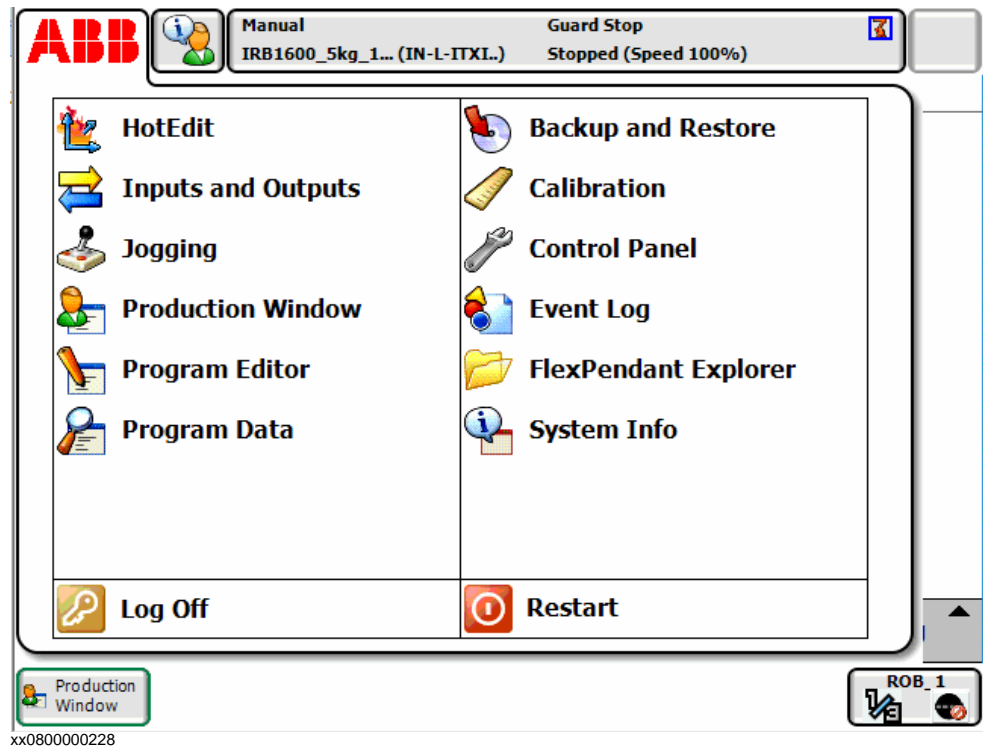 ABB
Manual
Guard Stop
IRB1600_5kg_1... (IN-L-ITXI..)
Stopped (Speed 100%)
HotEdit
Backup and Restore
Inputs and Outputs
Calibration
Jogging
Control Panel
Production Window
Event Log
Program Editor
FlexPendant Explorer
Program Data
System Info
Log Off
Restart
Production
Window
ROB_1
1/3
xx0800000228